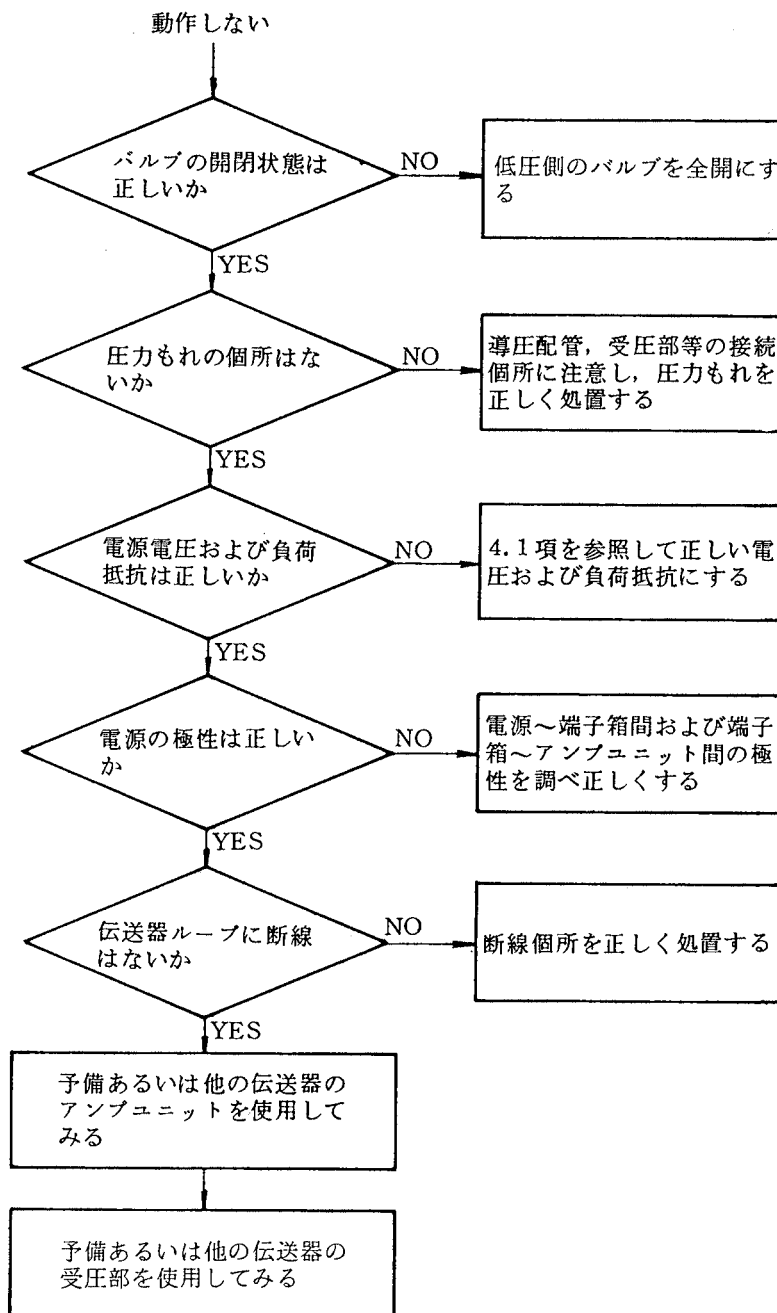 動作しない
バルブの開閉状態は
正しいか
NO
低圧側のバルブを全開にす
る
YES
圧力もれの個所はな
いか
NO
導圧配管，受圧部等の接続
個所に注意し，圧力もれを
正しく処置する
YES
電源電圧および負荷
抵抗は正しいか
NO
4.1項を参照して正しい電
圧および負荷抵抗にする
YES
電源の極性は正しい
か
NO
電源～端子箱間および端子
箱～アンプユニット間の極
性を調べ正しくする
YES
伝送器ループに断線
はないか
NO
断線個所を正しく処置する
YES
予備あるいは他の伝送器の
アンプユニットを使用して
みる
予備あるいは他の伝送器の
受圧部を使用してみる